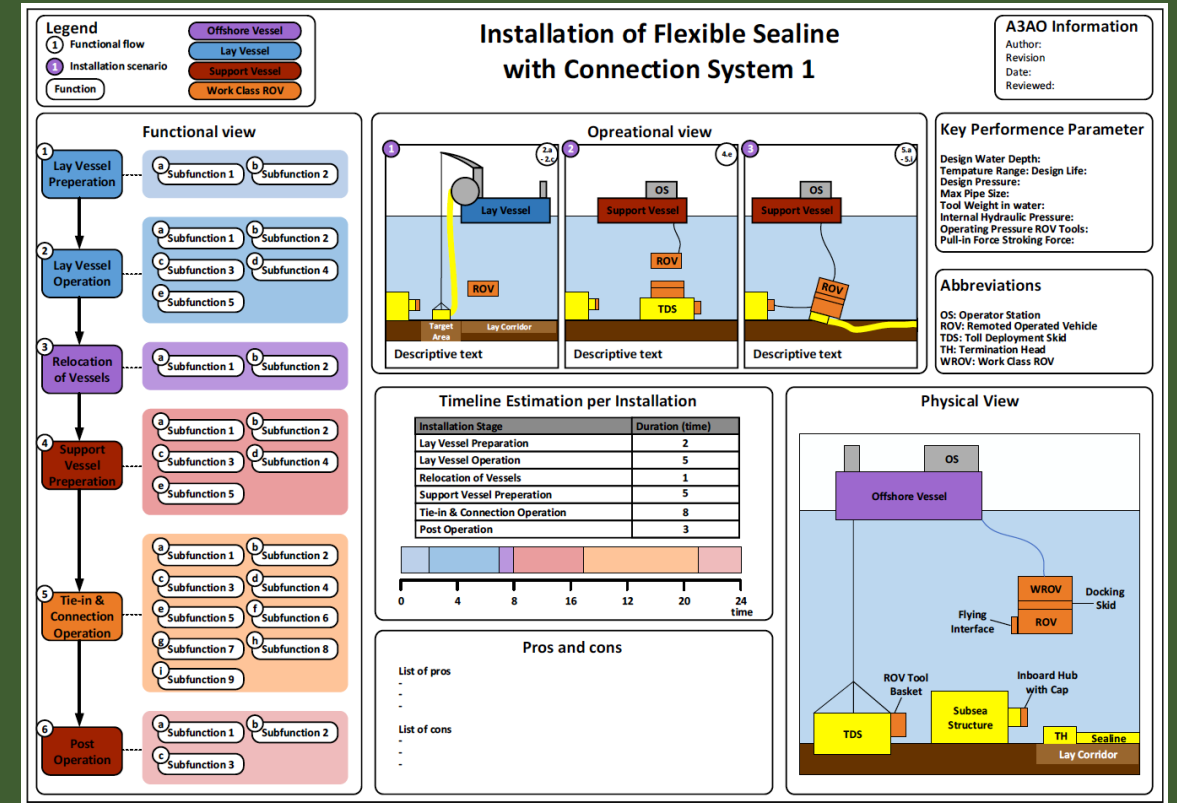 Legend
1 Functional flow
1 Installation scenario
Function
Offshore Vessel
Lay Vessel
Support Vessel
Work Class ROV
Installation of Flexible Sealine
with Connection System 1
A3AO Information
Author:
Revision
Date:
Reviewed:
Functional view
1
Lay Vessel
Preperation
a Subfunction 1
b Subfunction 2
2
Lay Vessel
Operation
a Subfunction 1
b Subfunction 2
c Subfunction 3
d Subfunction 4
e Subfunction 5
3
Relocation
of Vessels
a Subfunction 1
b Subfunction 2
4
Support
Vessel
Preperation
a Subfunction 1
b Subfunction 2
c Subfunction 3
d Subfunction 4
e Subfunction 5
5
Tie-in &
Connection
Operation
a Subfunction 1
b Subfunction 2
c Subfunction 3
d Subfunction 4
e Subfunction 5
f Subfunction 6
g Subfunction 7
h Subfunction 8
i Subfunction 9
6
Post
Operation
a Subfunction 1
b Subfunction 2
c Subfunction 3
Opreational view
1
2.a
- 2.c
Lay Vessel
ROV
Target
Area
Lay Corridor
Descriptive text
2
4.e
OS
Support Vessel
ROV
TDS
Descriptive text
3
5.a
- 5.i
OS
Support Vessel
ROV
Descriptive text
Key Performence Parameter
Design Water Depth:
Tempature Range: Design Life:
Design Pressure:
Max Pipe Size:
Tool Weight in water:
Internal Hydraulic Pressure:
Operating Pressure ROV Tools:
Pull-in Force Stroking Force:
Abbreviations
OS: Operator Station
ROV: Remoted Operated Vehicle
TDS: Toll Deployment Skid
TH: Termination Head
WROV: Work Class ROV
Timeline Estimation per Installation
Installation Stage Duration (time)
Lay Vessel Preparation 2
Lay Vessel Operation 5
Relocation of Vessels 1
Support Vessel Preperation 5
Tie-in & Connection Operation 8
Post Operation 3
0 4 8 16 12 20 24
time
Pros and cons
List of pros
-
-
-
List of cons
-
-
-
Physical View
OS
Offshore Vessel
WROV
Docking
Skid
Flying
Interface
ROV
ROV Tool
Basket
Inboard Hub
with Cap
TDS
Subsea
Structure
TH
Sealine
Lay Corridor